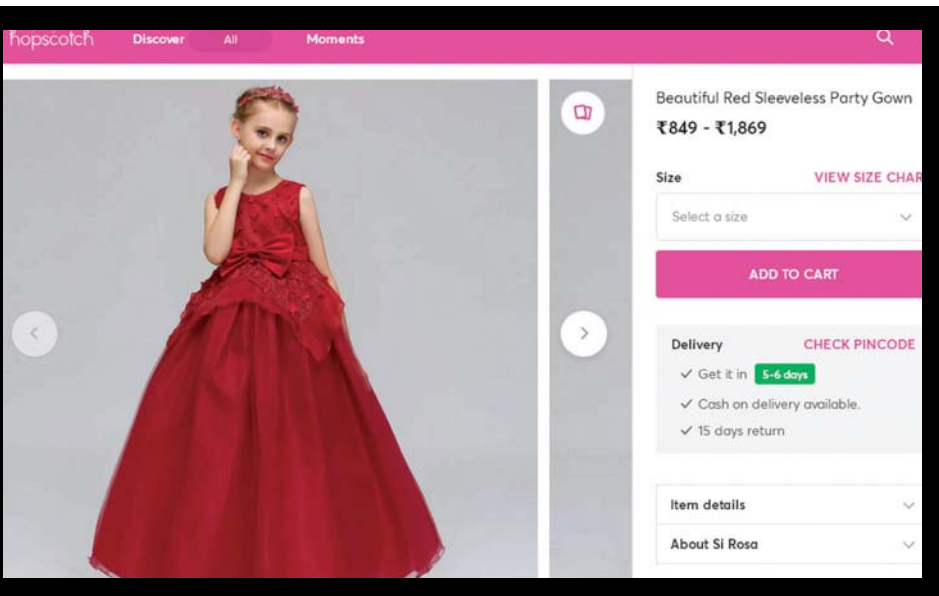 hopscotch Discover All Moments
Beautiful Red Sleeveless Party Gown
₹849 - ₹1,869
Size VIEW SIZE CHAR
Select a size
ADD TO CART
Delivery CHECK PINCODE
Get it in 5-6 days
Cash on delivery available.
15 days return
Item details
About Si Rosa